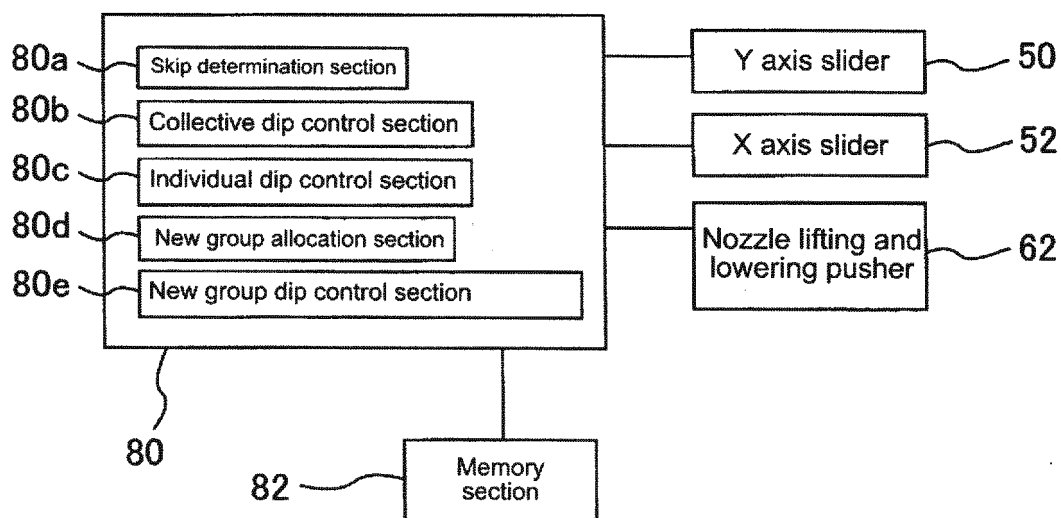 80a
Skip determination section
80b
Collective dip control section
80c
Individual dip control section
80d
New group allocation section
80e
New group dip control section
80
Y axis slider
50
X axis slider
52
Nozzle lifting and
lowering pusher
62
82
Memory
section